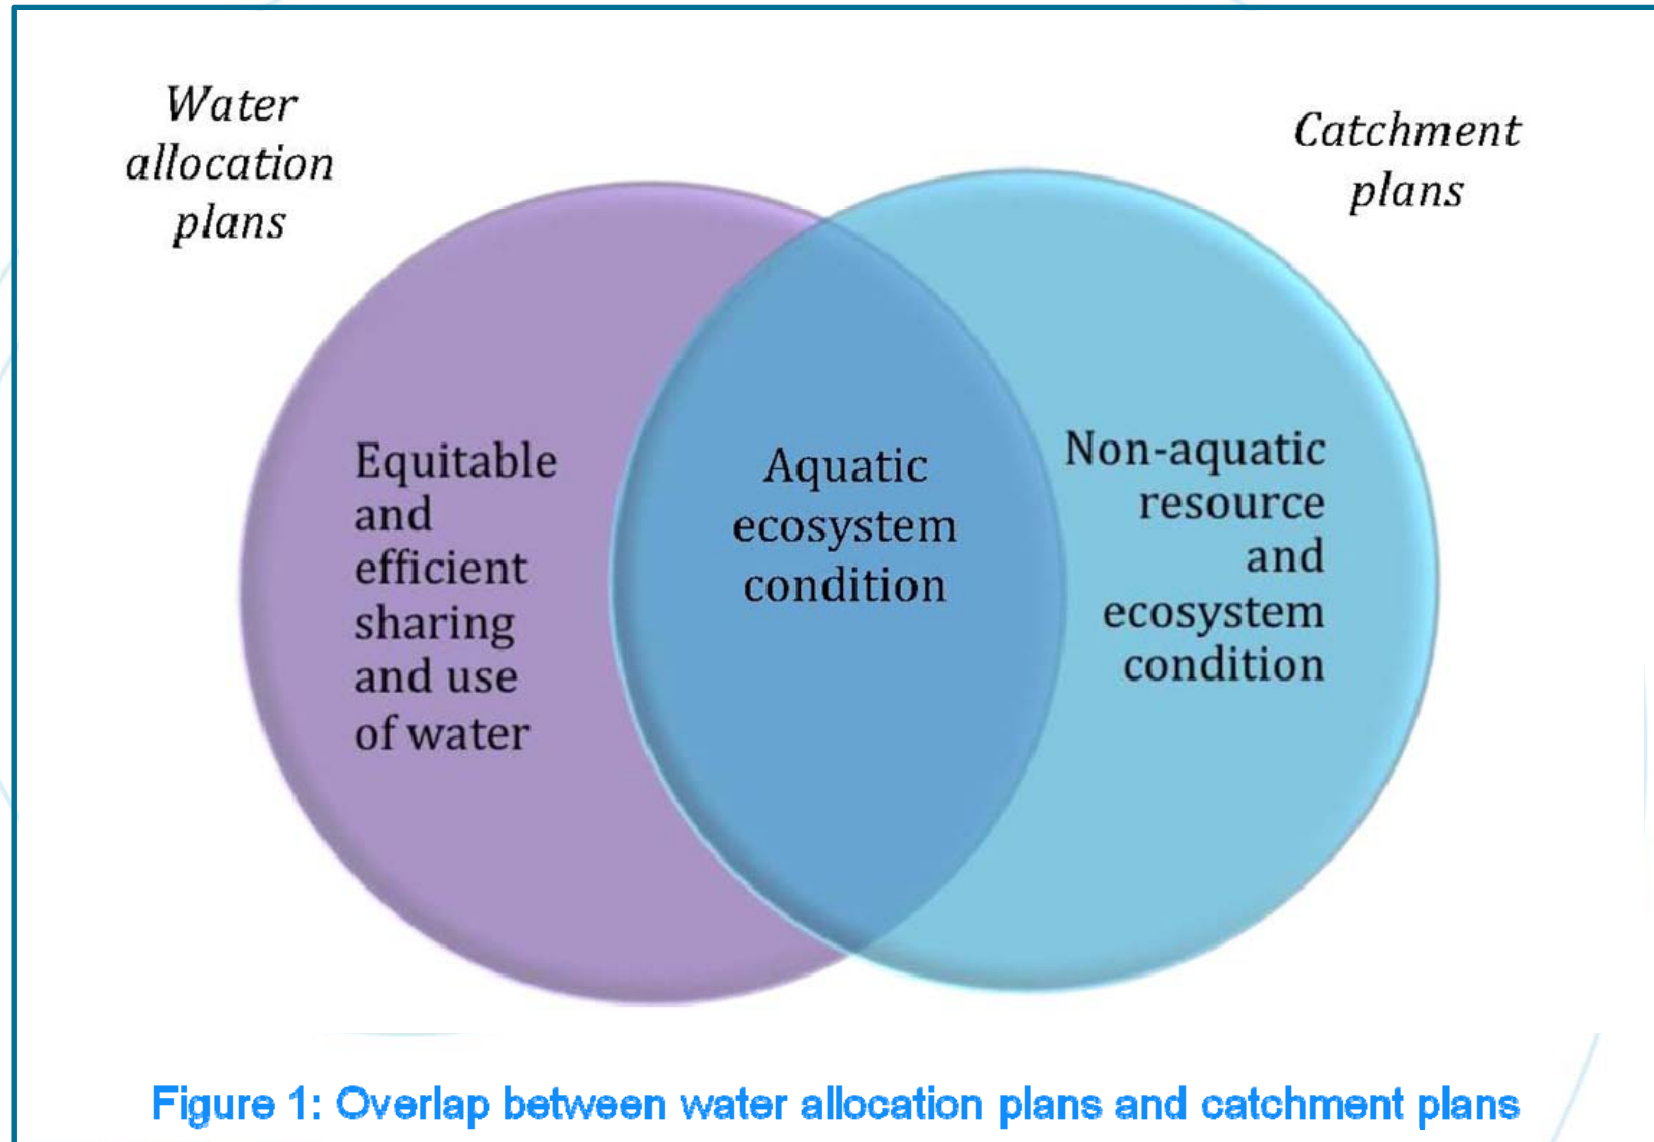 Water
allocation
plans
Catchment
plans
Equitable
and
efficient
sharing
and use
of water
Aquatic
ecosystem
condition
Non-aquatic
resource
and
ecosystem
condition
Figure 1: Overlap between water allocation plans and catchment plans